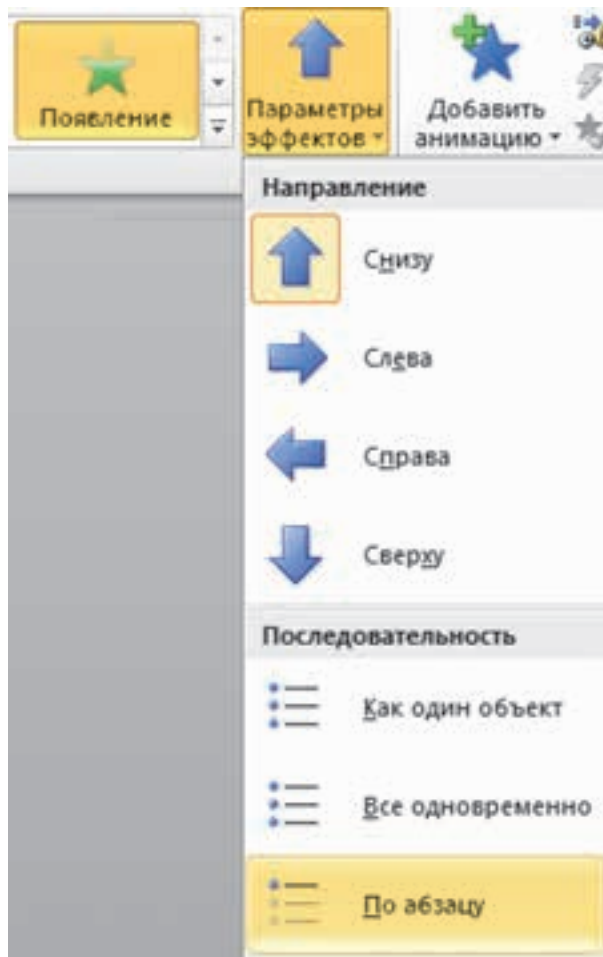 Появление
Параметры
эффектов
Добавить
анимацию
Направление
Снизу
Слева
Справа
Сверху
Последовательность
Как один объект
Все одновременно
По абзацу